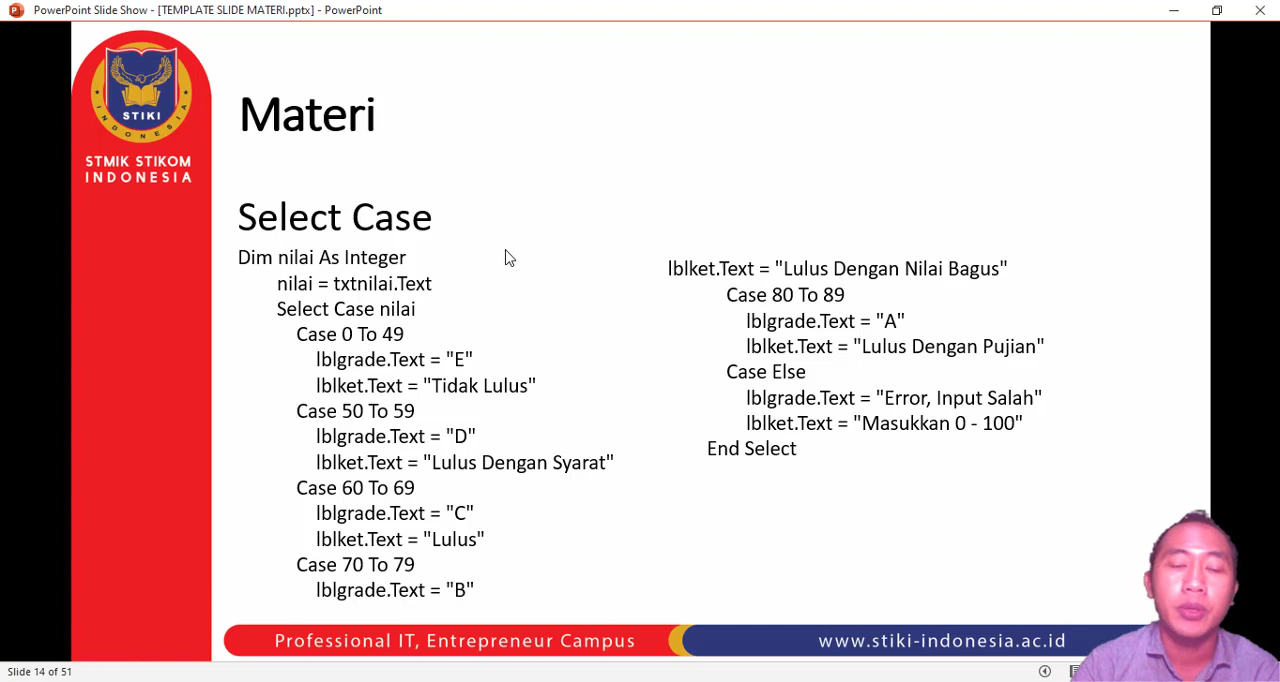 PowerPoint Slide Show - [TEMPLATE SLIDE MATERI.pptx] - PowerPoint
STIKI
INDONESIA
STMIK STIKOM
INDONESIA
Materi
Select Case
Dim nilai As Integer
nilai = txtnilai.Text
Select Case nilai
Case 0 To 49
lblgrade.Text = "E"
lblket.Text = "Tidak Lulus"
Case 50 To 59
lblgrade.Text = "D"
lblket.Text = "Lulus Dengan Syarat"
Case 60 To 69
lblgrade.Text = "C"
lblket.Text = "Lulus"
Case 70 To 79
lblgrade.Text = "B"
lblket.Text = "Lulus Dengan Nilai Bagus"
Case 80 To 89
lblgrade.Text = "A"
lblket.Text = "Lulus Dengan Pujian"
Case Else
lblgrade.Text = "Error, Input Salah"
lblket.Text = "Masukkan 0 - 100"
End Select
Professional IT, Entrepreneur Campus
www.stiki-indonesia.ac.id
Slide 14 of 51